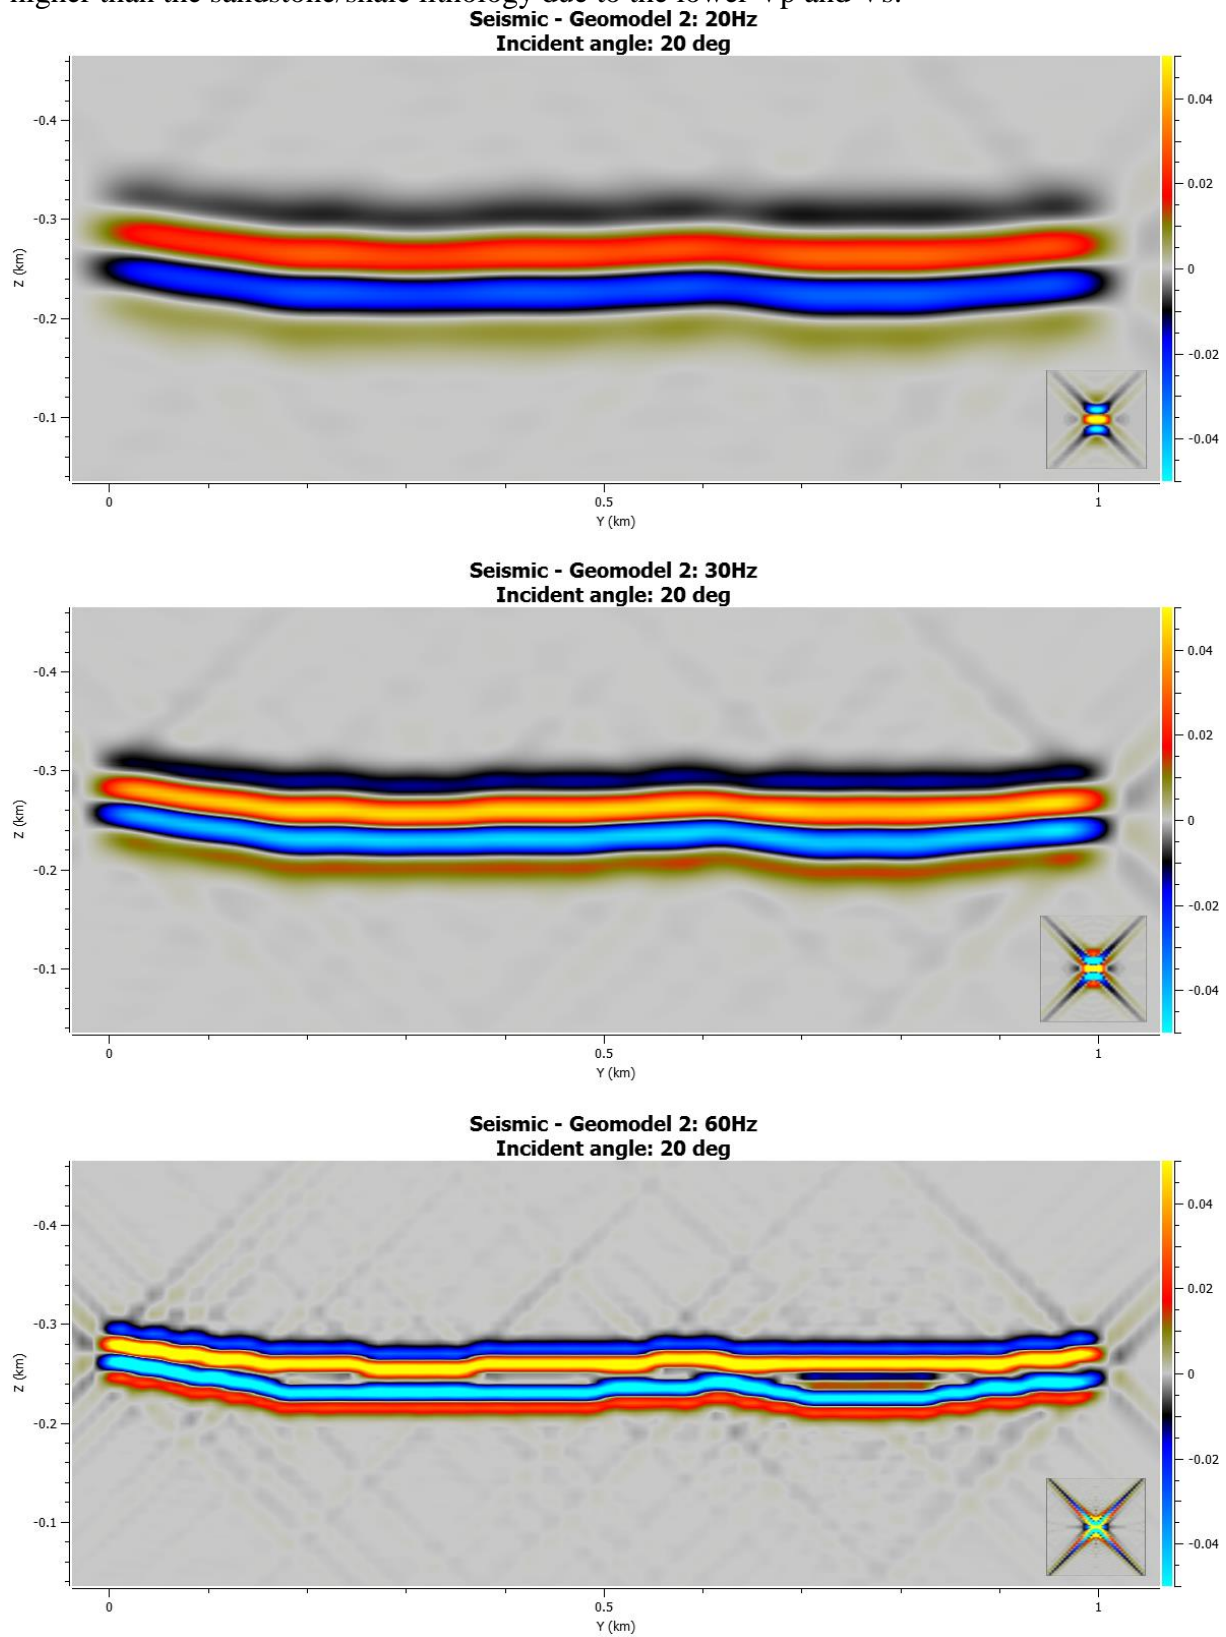 higher than the sandstone/shale lithology due to the lower Vp and Vs.
Seismic - Geomodel 2: 20Hz
Incident angle: 20 deg
0.04
-0.4
0.02
-0.3
Z (km)
0
-0.2
-0.02
-0.1
-0.04
0
0.5
1
Y (km)
Seismic - Geomodel 2: 30Hz
Incident angle: 20 deg
0.04
-0.4
0.02
-0.3
Z (km)
0
-0.2
-0.02
-0.1
-0.04
0
0.5
1
Y (km)
Seismic - Geomodel 2: 60Hz
Incident angle: 20 deg
0.04
-0.4
0.02
-0.3
Z (km)
0
-0.2
-0.02
-0.1
-0.04
0
0.5
1
Y (km)